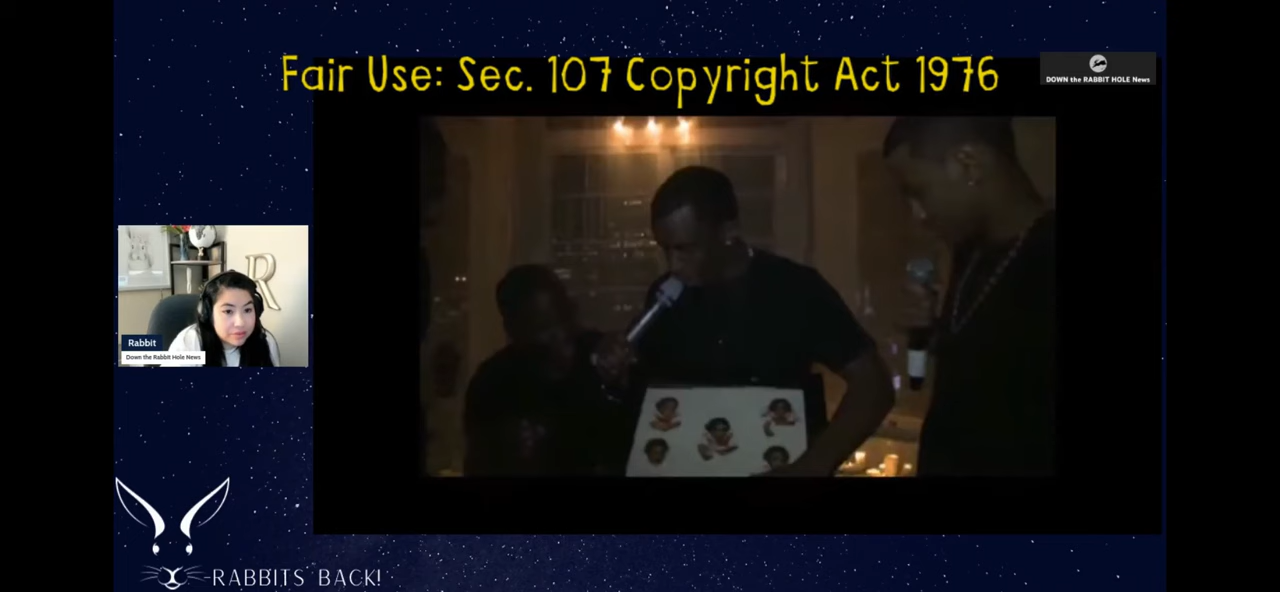 Fair Use: Sec. 107 Copyright Act 1976
DOWN the RABBIT HOLE News
R
Rabbit
Down the Rabbit Hole News
RABBITS BACK!